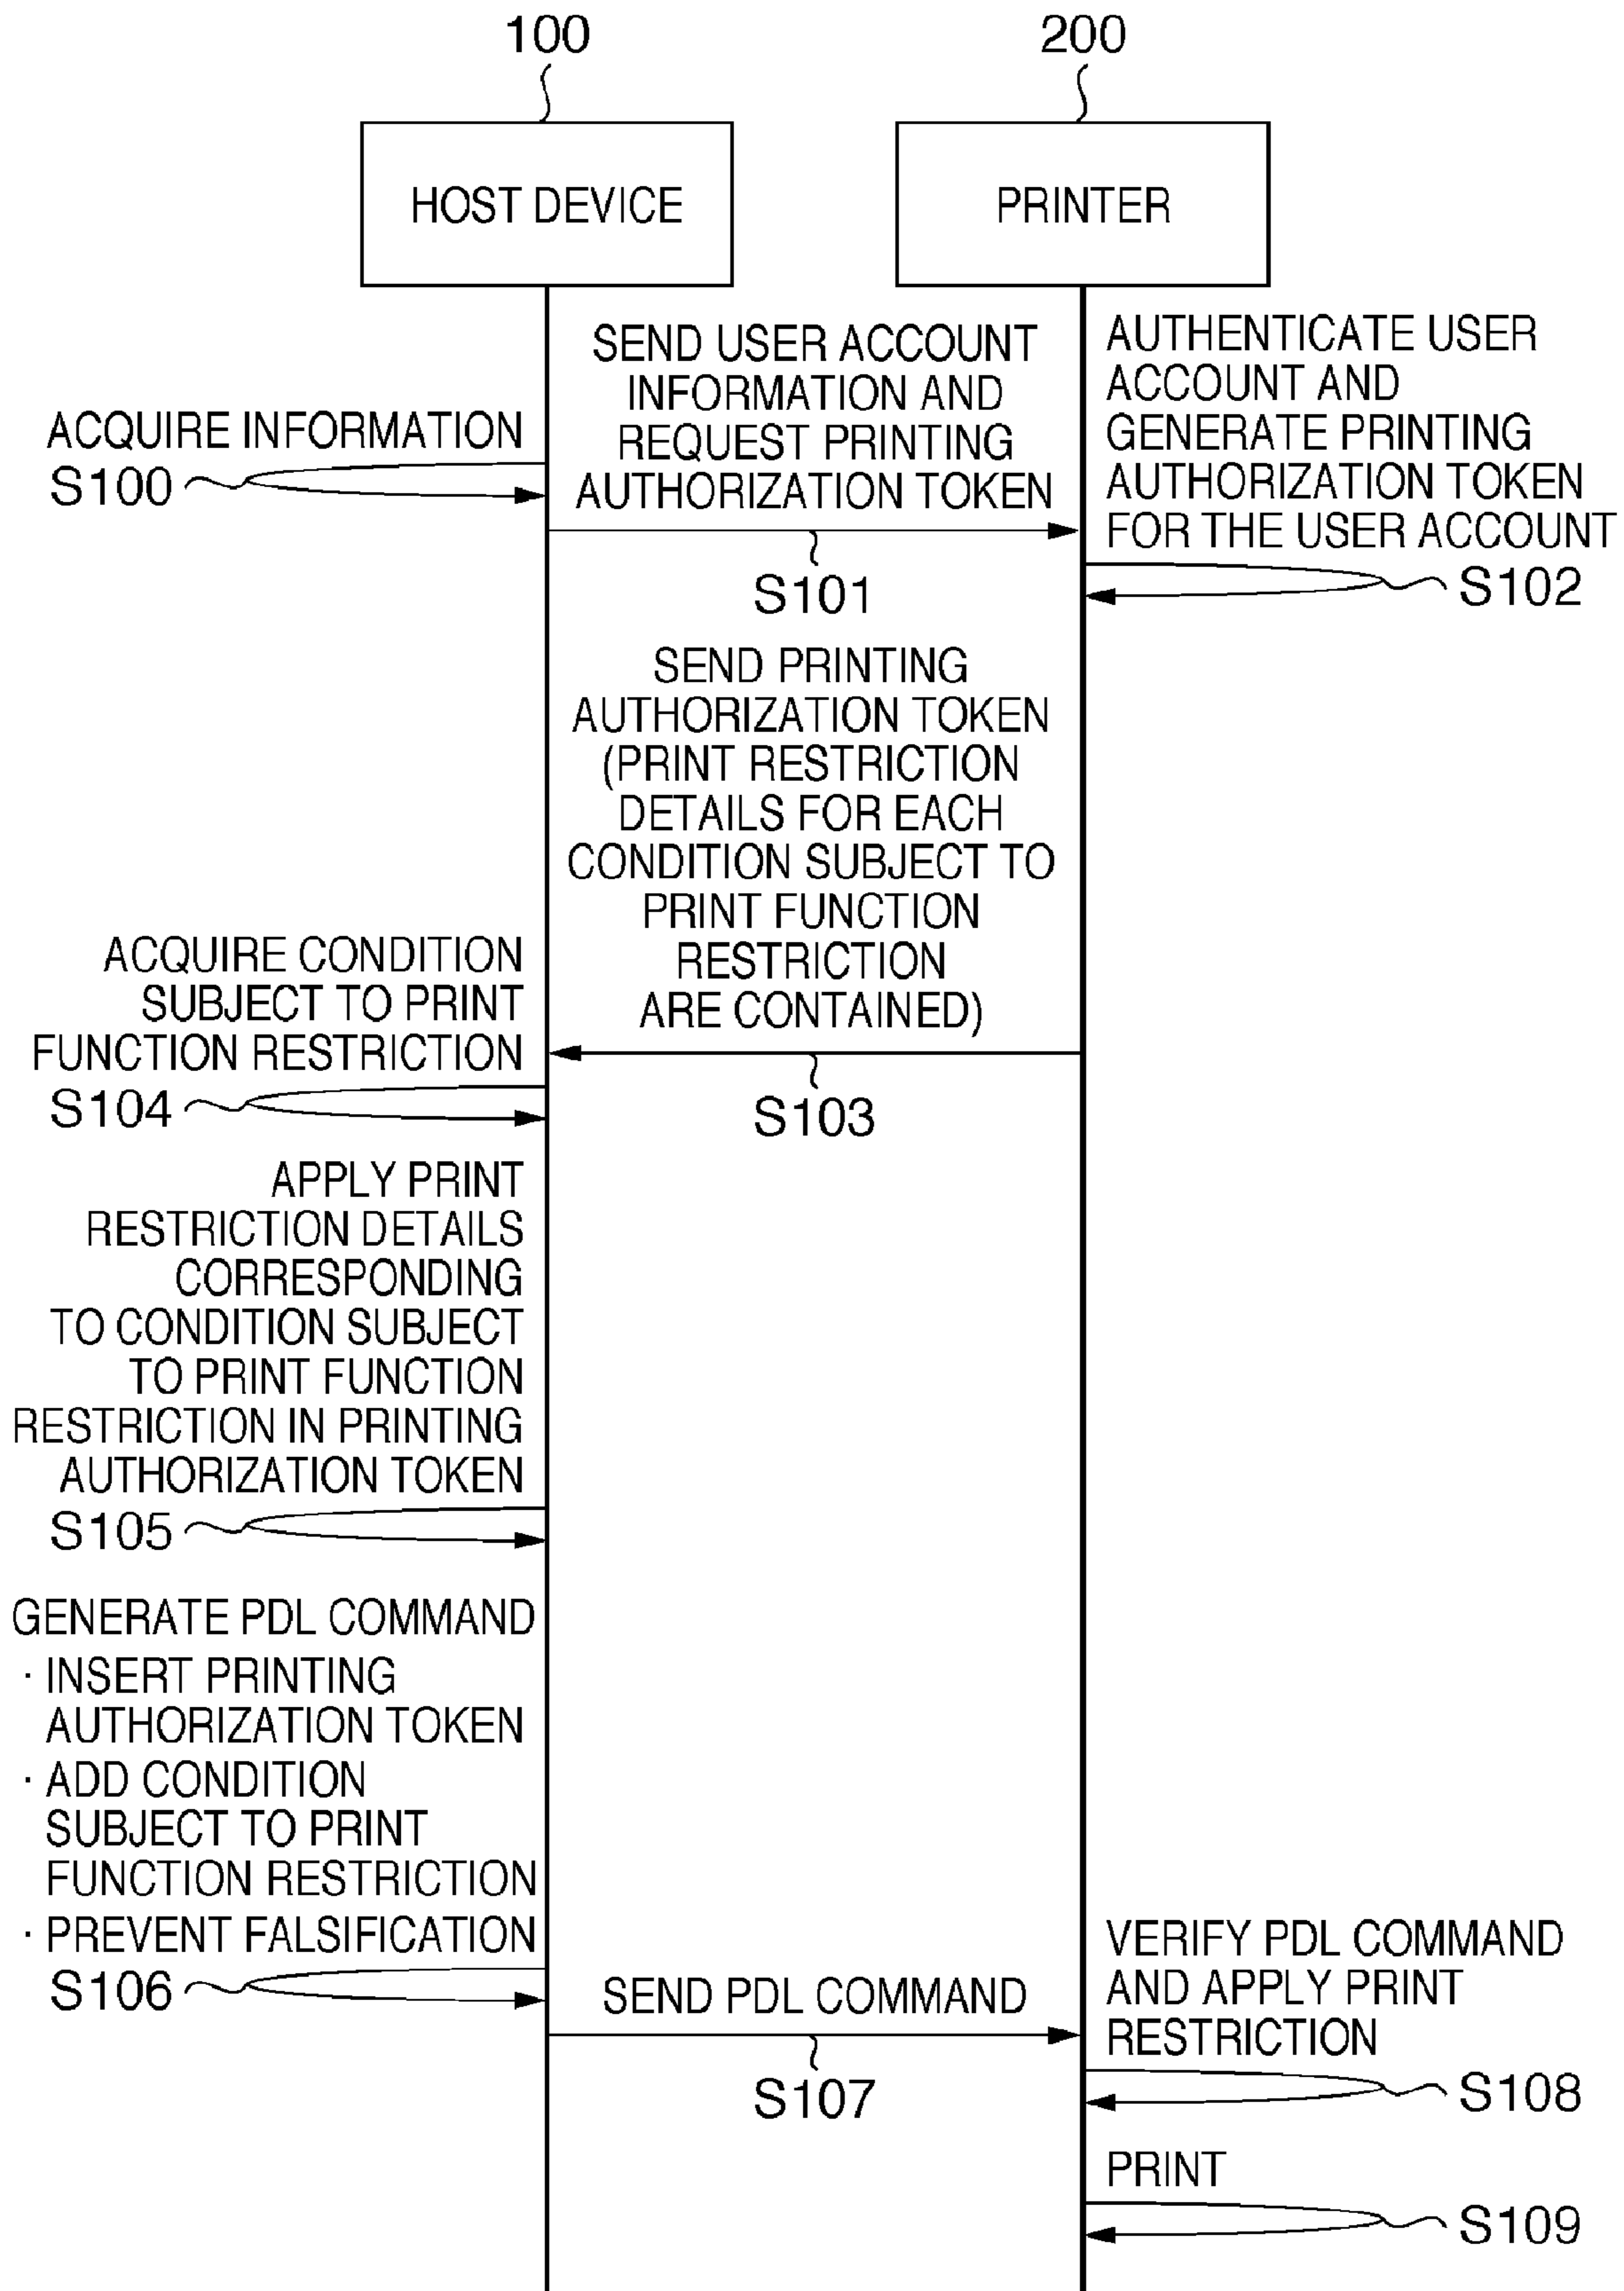 100
200
HOST DEVICE
PRINTER
ACQUIRE INFORMATION
S100
SEND USER ACCOUNT
INFORMATION AND
REQUEST PRINTING
AUTHORIZATION TOKEN
S101
AUTHENTICATE USER
ACCOUNT AND
GENERATE PRINTING
AUTHORIZATION TOKEN
FOR THE USER ACCOUNT
S102
SEND PRINTING
AUTHORIZATION TOKEN
(PRINT RESTRICTION
DETAILS FOR EACH
CONDITION SUBJECT TO
PRINT FUNCTION
RESTRICTION
ARE CONTAINED)
S103
ACQUIRE CONDITION
SUBJECT TO PRINT
FUNCTION RESTRICTION
S104
APPLY PRINT
RESTRICTION DETAILS
CORRESPONDING
TO CONDITION SUBJECT
TO PRINT FUNCTION
RESTRICTION IN PRINTING
AUTHORIZATION TOKEN
S105
GENERATE PDL COMMAND
· INSERT PRINTING
AUTHORIZATION TOKEN
· ADD CONDITION
SUBJECT TO PRINT
FUNCTION RESTRICTION
· PREVENT FALSIFICATION
S106
SEND PDL COMMAND
S107
VERIFY PDL COMMAND
AND APPLY PRINT
RESTRICTION
S108
PRINT
S109